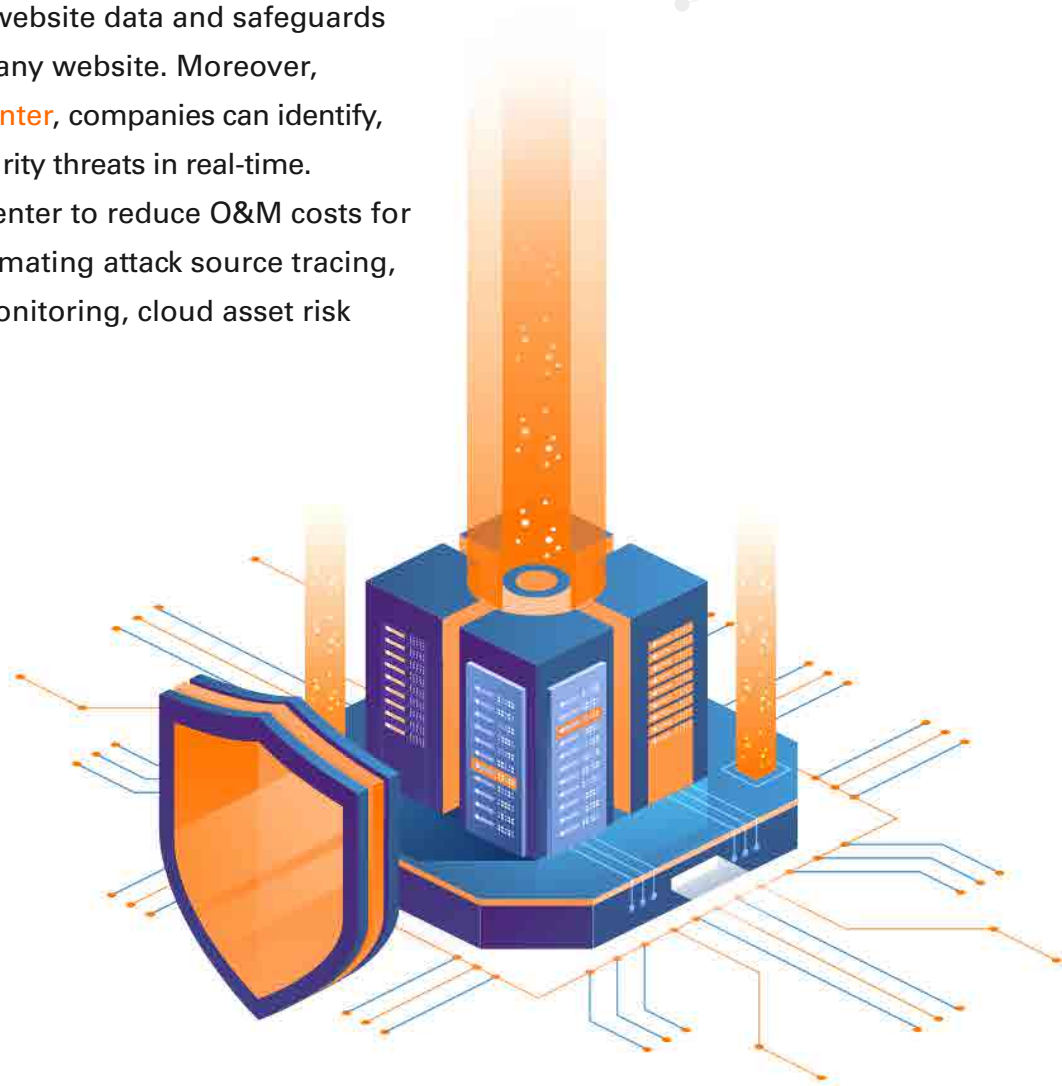 website data and safeguards
any website. Moreover,
nter, companies can identify,
rity threats in real-time.
enter to reduce O&M costs for
mating attack source tracing,
onitoring, cloud asset risk